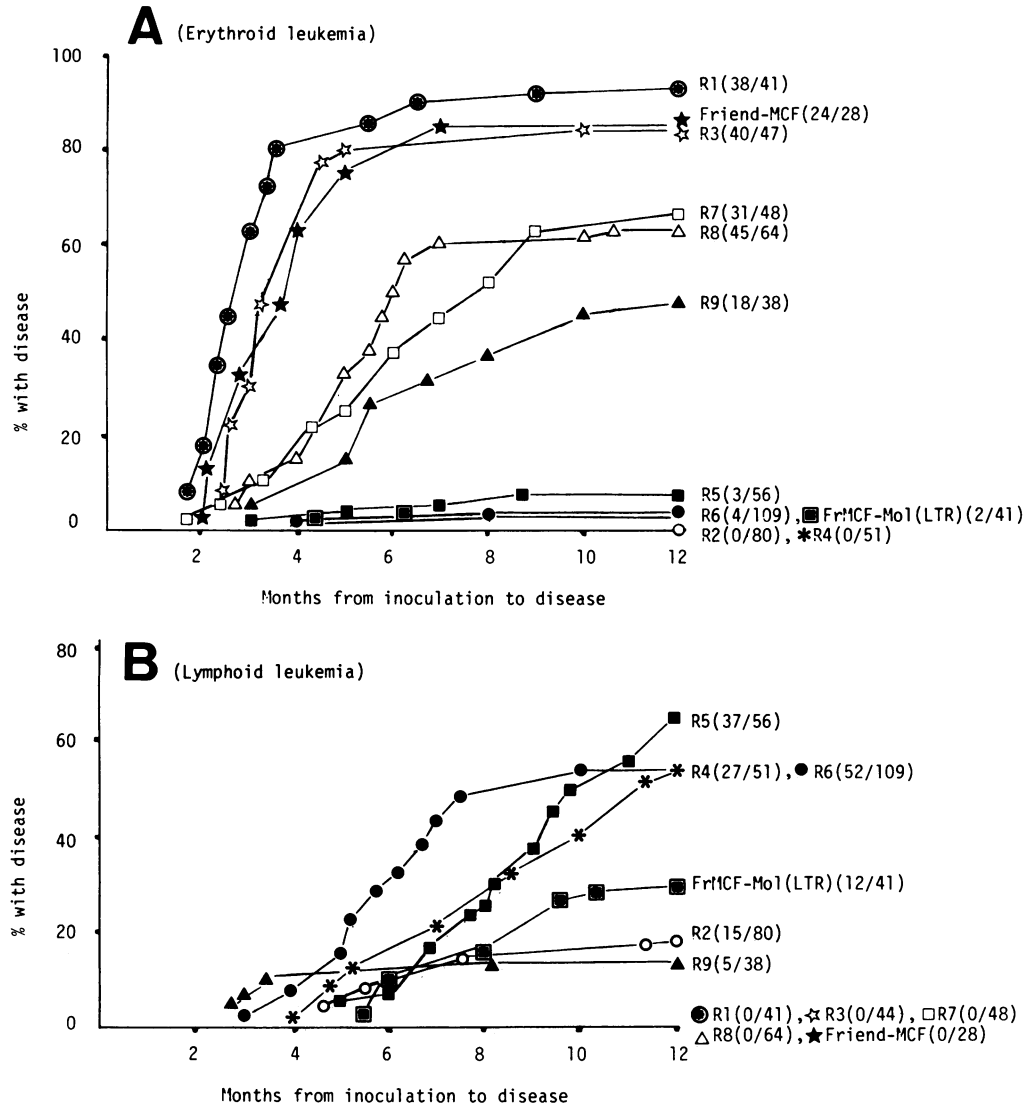 A (Erythroid leukemia)
100
80
60
40
20
0
% with disease
R1(38/41)
Friend-MCF(24/28)
R3(40/47)
R7(31/48)
R8(45/64)
R9(18/38)
R5(3/56)
R6(4/109), FrMCF-Mol(LTR)(2/41)
R2(0/80), R4(0/51)
2 4 6 8 10 12
Months from inoculation to disease
B (Lymphoid leukemia)
80
60
40
20
0
% with disease
R5(37/56)
R4(27/51), R6(52/109)
FrMCF-Mol(LTR)(12/41)
R2(15/80)
R9(5/38)
R1(0/41), R3(0/44), R7(0/48)
R8(0/64), Friend-MCF(0/28)
2 4 6 8 10 12
Months from inoculation to disease